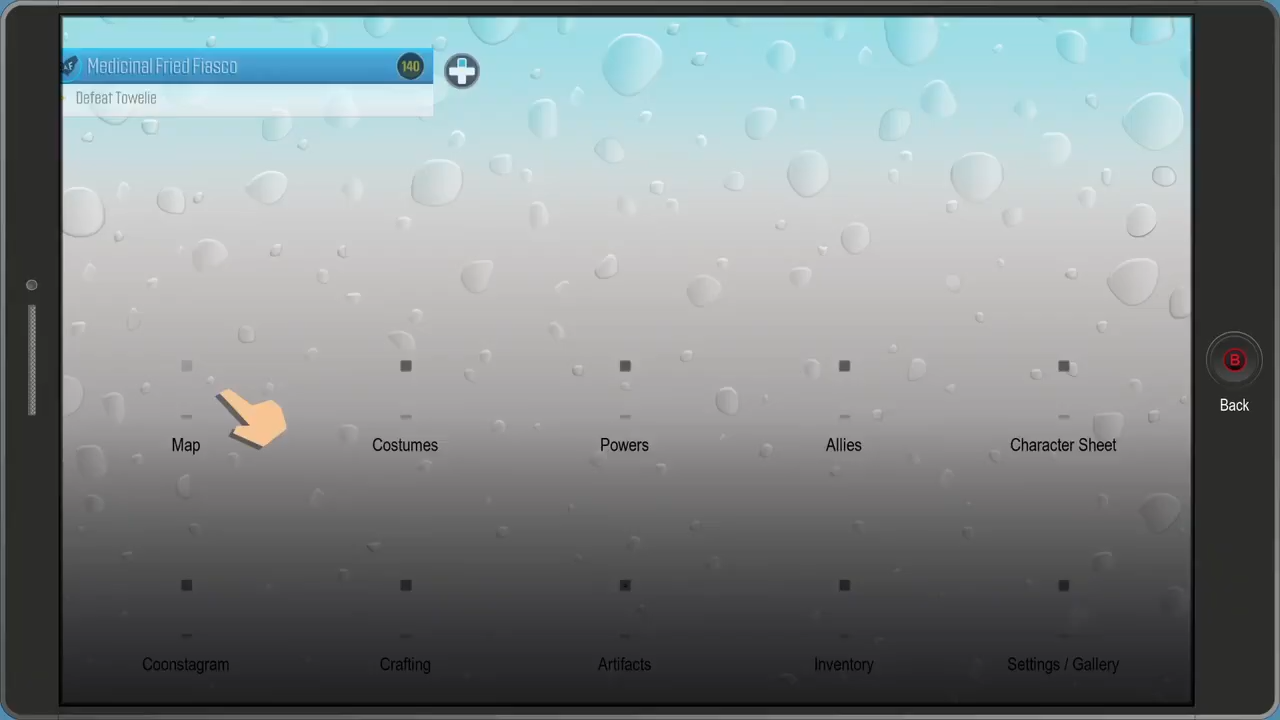 Medicinal Fried Fiasco 140
Defeat Towelie
B
Back
Map Costumes Powers Allies Character Sheet
Coonstagram Crafting Artifacts Inventory Settings / Gallery